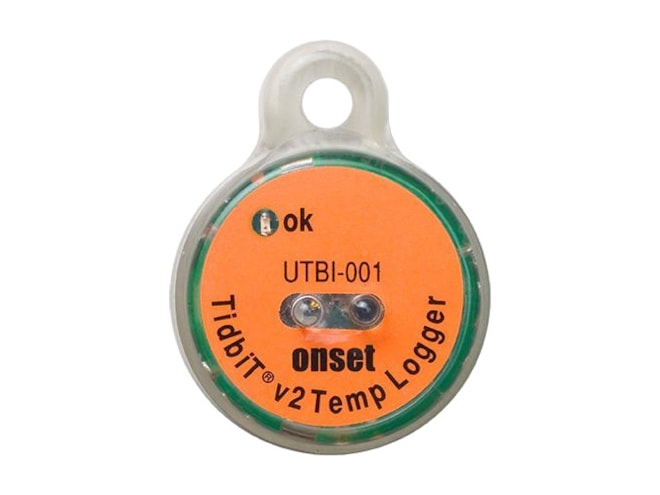 ok
UTBI-001
onset
TidbiT® v2 Temp Logger